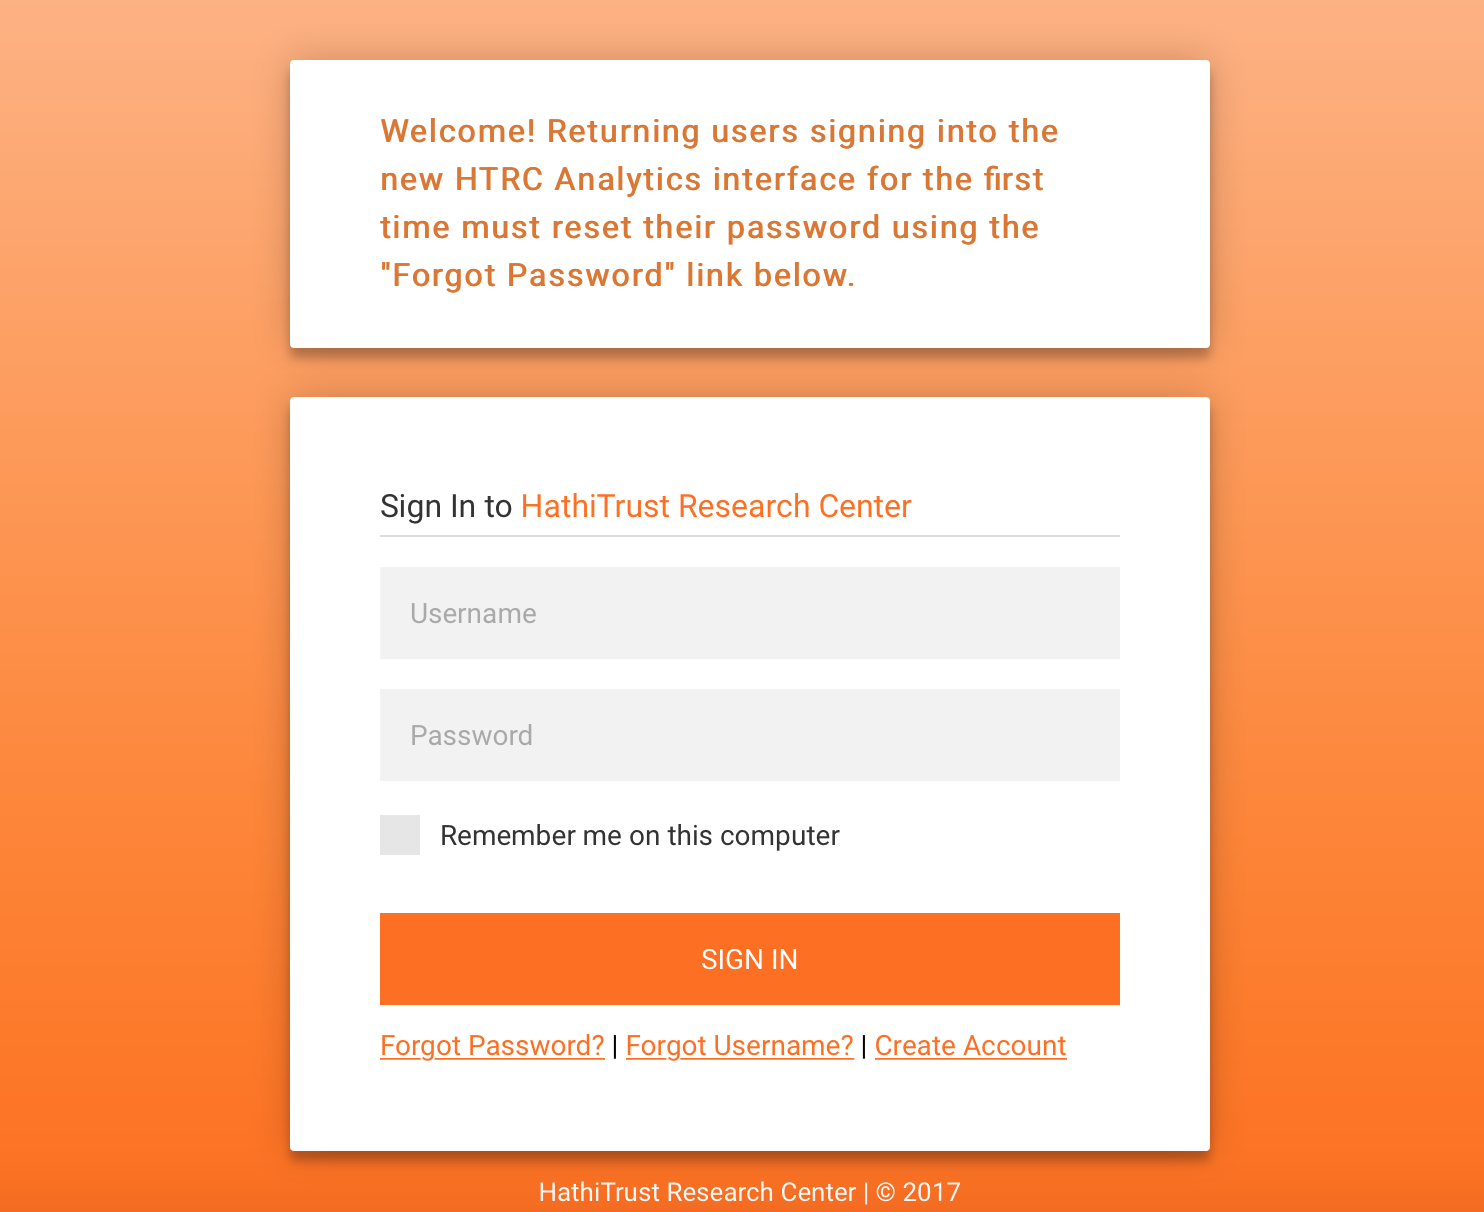 Welcome! Returning users signing into the
new HTRC Analytics interface for the first
time must reset their password using the
"Forgot Password" link below.
Sign In to HathiTrust Research Center
Username
Password
Remember me on this computer
SIGN IN
Forgot Password? | Forgot Username? | Create Account
HathiTrust Research Center | © 2017